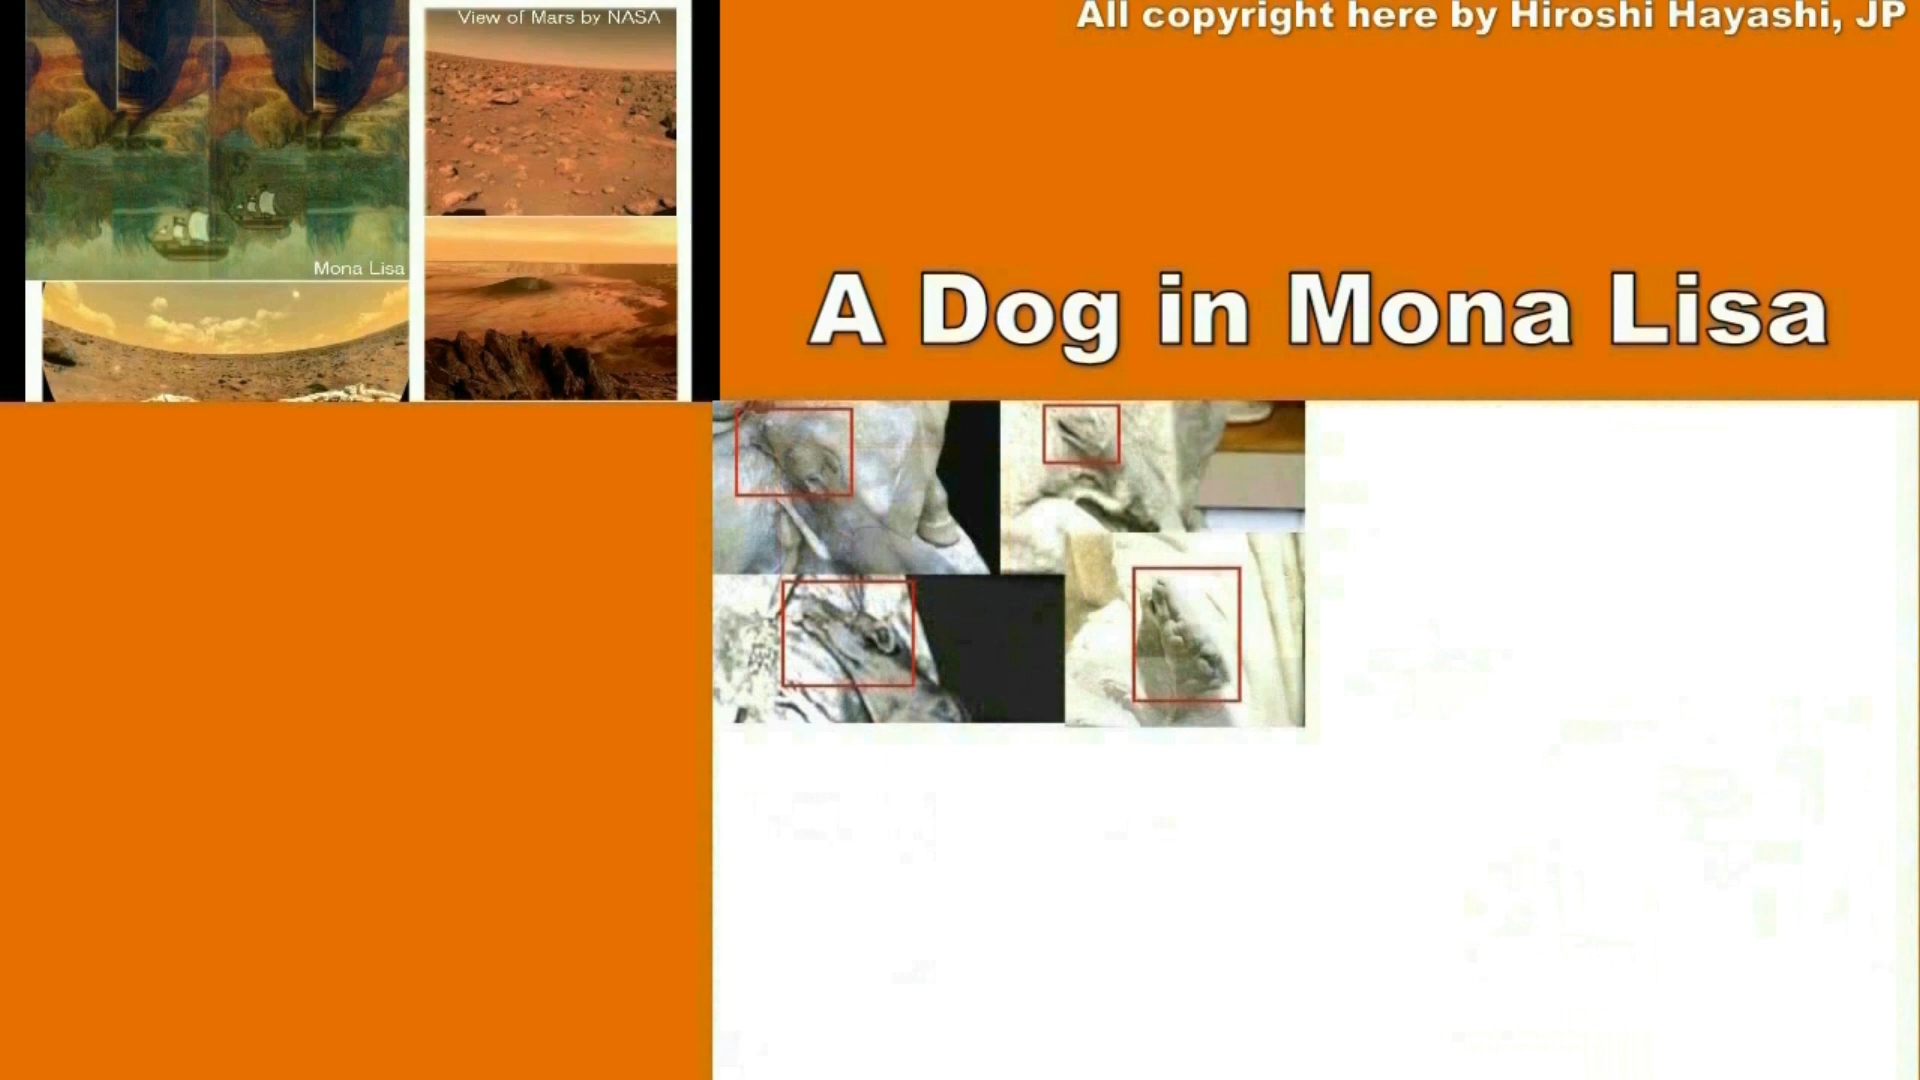 View of Mars by NASA
All copyright here by Hiroshi Hayashi, JP
Mona Lisa
A Dog in Mona Lisa